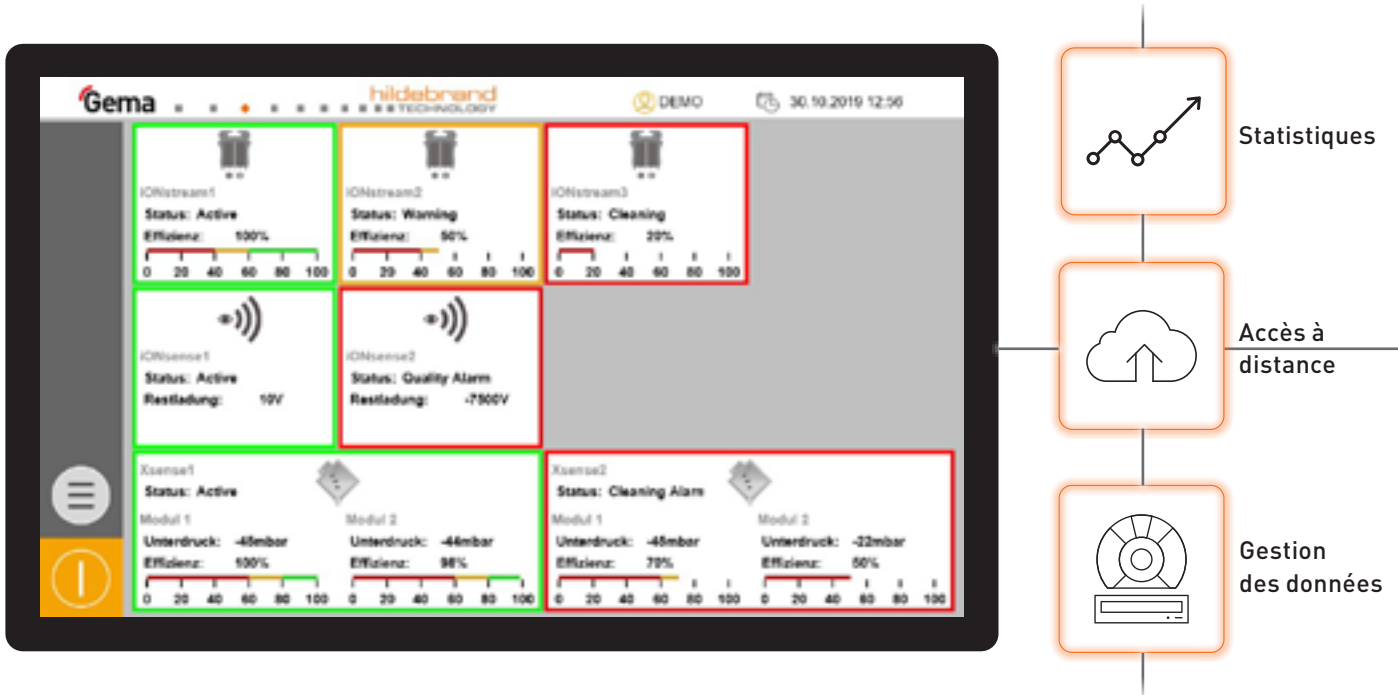 Gema
hildebrand
TECHNOLOGY
DEMO
30.10.2019 12:56
iONstream1
Status: Active
Effizienz: 100%
0 20 40 60 80 100
iONstream2
Status: Warning
Effizienz: 50%
0 20 40 60 80 100
iONstream3
Status: Cleaning
Effizienz: 20%
0 20 40 60 80 100
iONsense1
Status: Active
Restladung: 10V
iONsense2
Status: Quality Alarm
Restladung: -7500V
Xsense1
Status: Active
Modul 1
Unterdruck: -45mbar
Effizienz: 100%
0 20 40 60 80 100
Modul 2
Unterdruck: -44mbar
Effizienz: 98%
0 20 40 60 80 100
Xsense2
Status: Cleaning Alarm
Modul 1
Unterdruck: -45mbar
Effizienz: 70%
0 20 40 60 80 100
Modul 2
Unterdruck: -22mbar
Effizienz: 50%
0 20 40 60 80 100
Statistiques
Accès à
distance
Gestion
des données